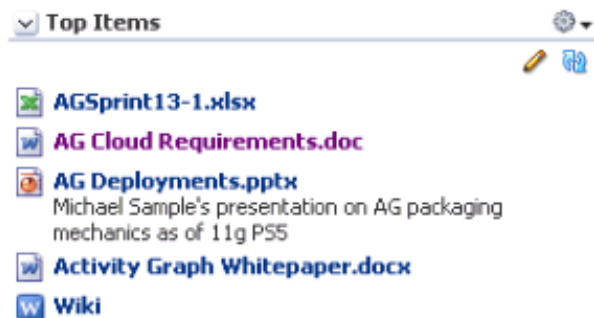 Top Items
AGSprint13-1.xlsx
AG Cloud Requirements.doc
AG Deployments.pptx
Michael Sample's presentation on AG packaging
mechanics as of 11g PS5
Activity Graph Whitepaper.docx
Wiki